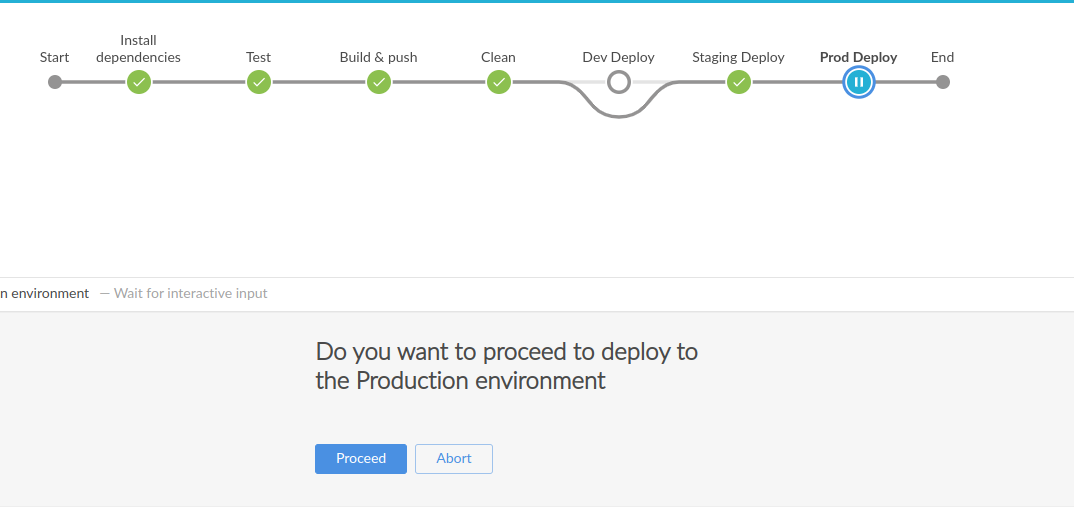 Start
Install
dependencies
Test
Build & push
Clean
Dev Deploy
Staging Deploy
Prod Deploy
End
n environment — Wait for interactive input
Do you want to proceed to deploy to
the Production environment
Proceed
Abort